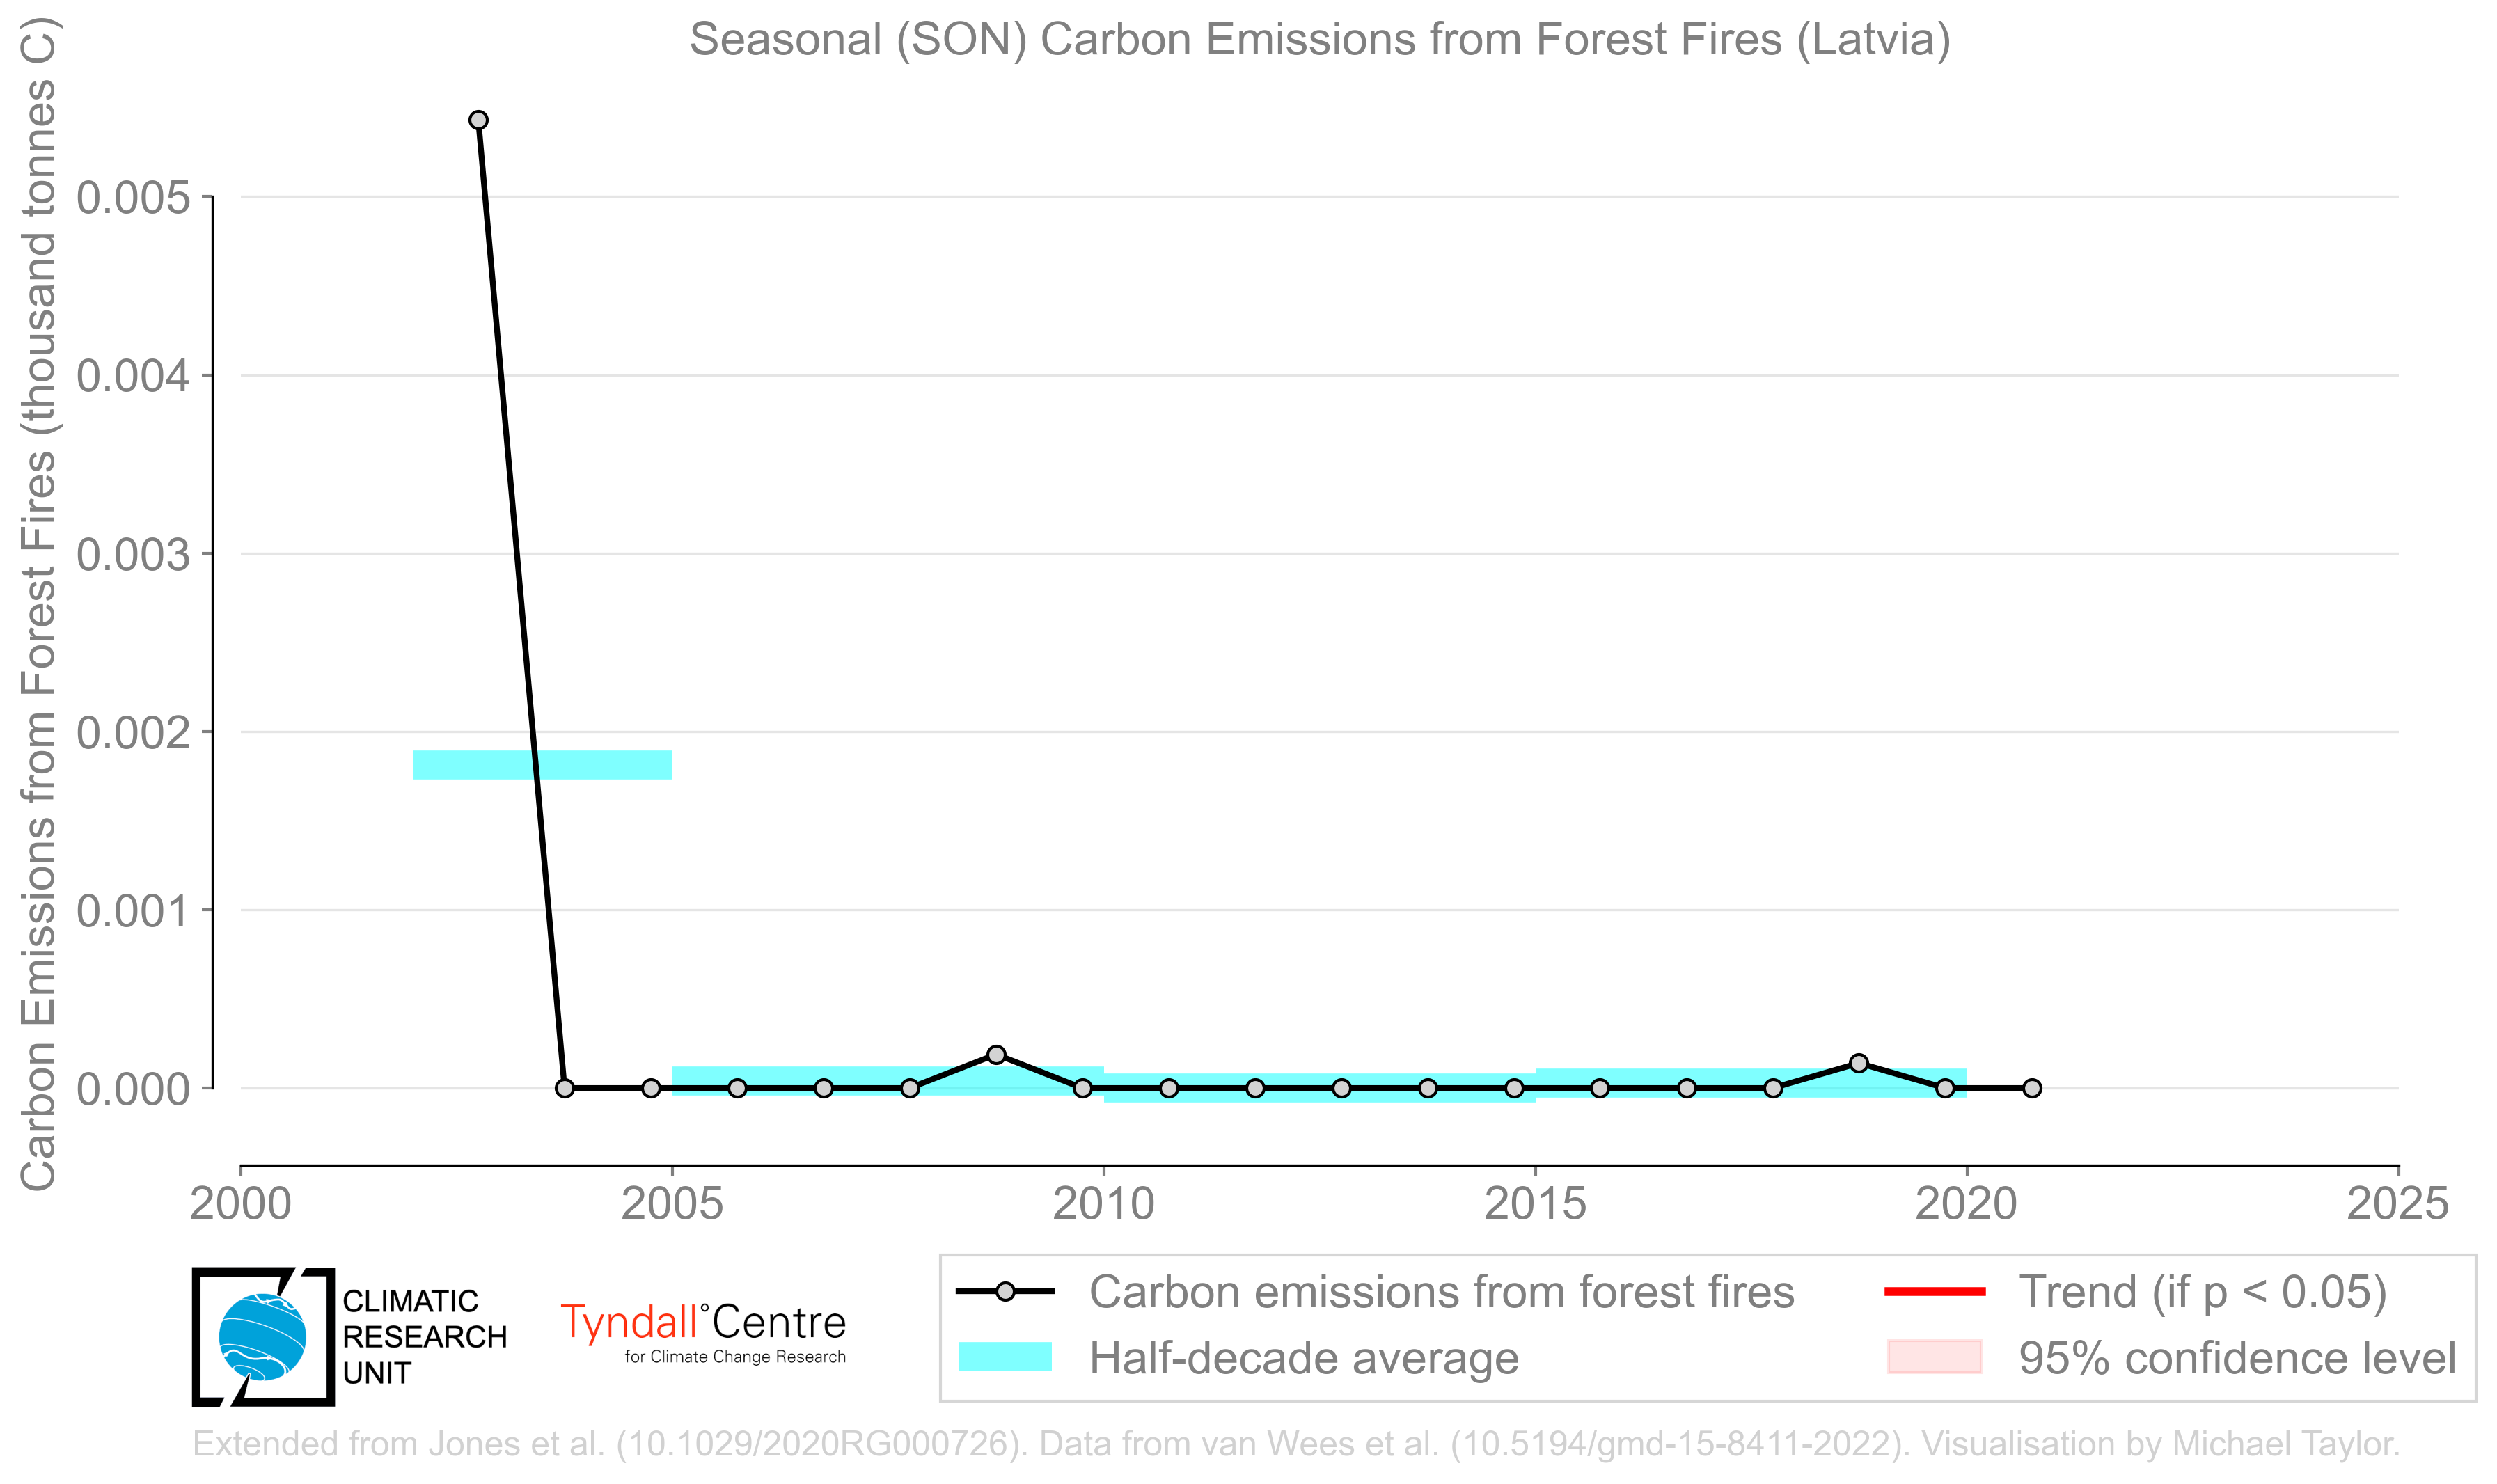 Seasonal (SON) Carbon Emissions from Forest Fires (Latvia)
Carbon Emissions from Forest Fires (thousand tonnes C)
0.005
0.004
0.003
0.002
0.001
0.000
2000
2005
2010
2015
2020
2025
CLIMATIC
RESEARCH
UNIT
Tyndall°Centre
for Climate Change Research
Carbon emissions from forest fires
Half-decade average
Trend (if p < 0.05)
95% confidence level
Extended from Jones et al. (10.1029/2020RG000726). Data from van Wees et al. (10.5194/gmd-15-8411-2022). Visualisation by Michael Taylor.